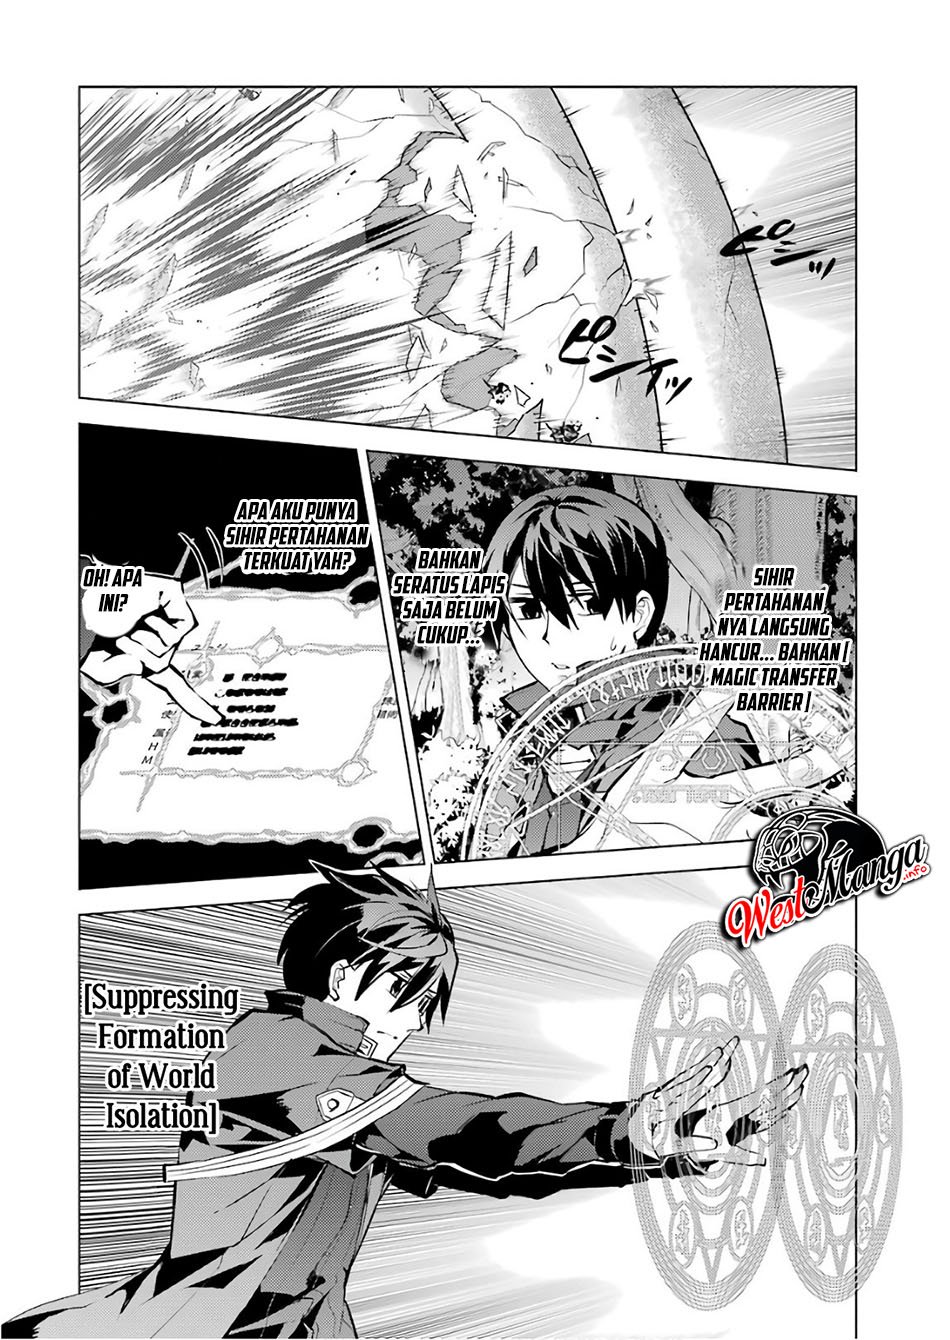 ピシッ
ピシィッ
SIHIR
PERTAHANAN
NYA LANGSUNG
HANCUR... BAHKAN [
MAGIC TRANSFER
BARRIER]
BAHKAN
SERATUS LAPIS
SAJA BELUM
CUKUP...
APA AKU PUNYA
SIHIR PERTAHANAN
TERKUAT YAH?
OH! APA
INI?
HM
[Suppressing
Formation
of World
Isolation]
WestManga
.info